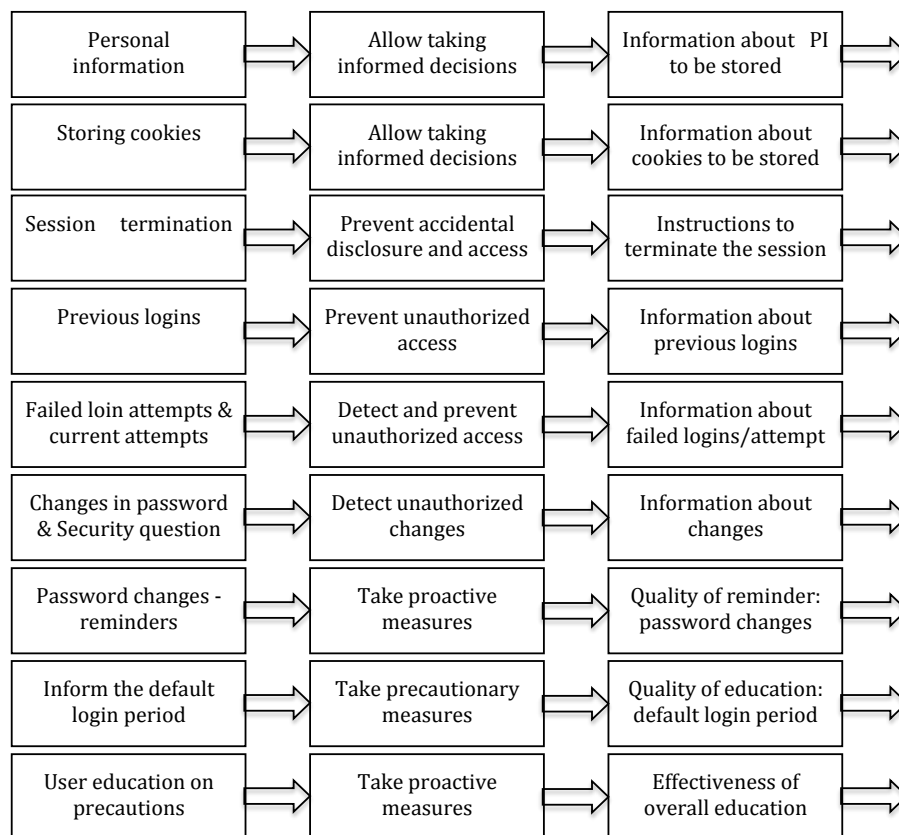 Personal
information
Allow taking
informed decisions
Information about PI
to be stored
Storing cookies
Allow taking
informed decisions
Information about
cookies to be stored
Session termination
Prevent accidental
disclosure and access
Instructions to
terminate the session
Previous logins
Prevent unauthorized
access
Information about
previous logins
Failed loin attempts &
current attempts
Detect and prevent
unauthorized access
Information about
failed logins/attempt
Changes in password
& Security question
Detect unauthorized
changes
Information about
changes
Password changes -
reminders
Take proactive
measures
Quality of reminder:
password changes
Inform the default
login period
Take precautionary
measures
Quality of education:
default login period
User education on
precautions
Take proactive
measures
Effectiveness of
overall education